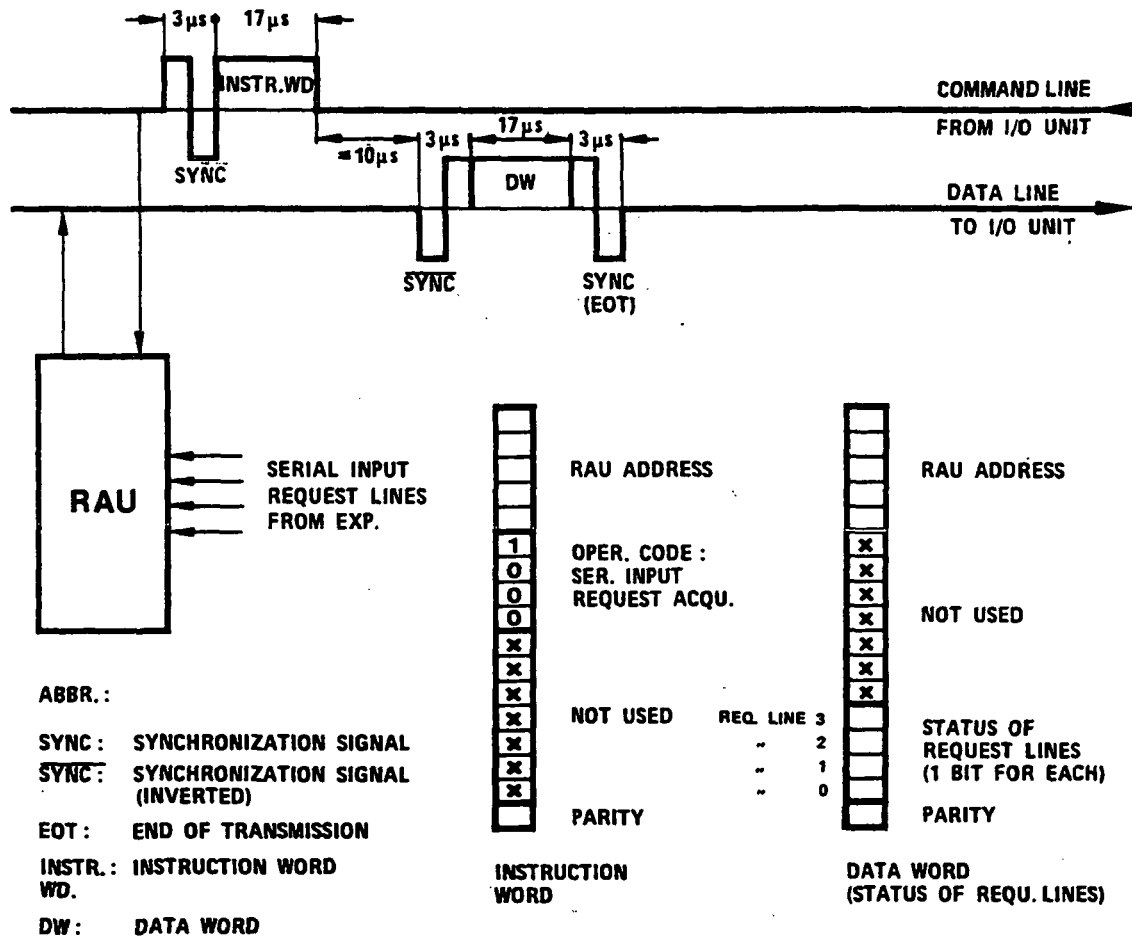 3µs 17µs
INSTR.WD
COMMAND LINE
FROM I/O UNIT
SYNC
≈10µs 3µs 17µs 3µs
DW
DATA LINE
TO I/O UNIT
SYNC
SYNC
(EOT)
RAU
SERIAL INPUT
REQUEST LINES
FROM EXP.
RAU ADDRESS
1
0
0
0
OPER. CODE :
SER. INPUT
REQUEST ACQU.
X
X
X
X
X
X
X
NOT USED
PARITY
INSTRUCTION
WORD
RAU ADDRESS
X
X
X
X
X
X
X
NOT USED
REQ. LINE 3
" 2
" 1
" 0
STATUS OF
REQUEST LINES
(1 BIT FOR EACH)
PARITY
DATA WORD
(STATUS OF REQU. LINES)
ABBR. :
SYNC : SYNCHRONIZATION SIGNAL
SYNC : SYNCHRONIZATION SIGNAL
(INVERTED)
EOT : END OF TRANSMISSION
INSTR. : INSTRUCTION WORD
WD.
DW : DATA WORD